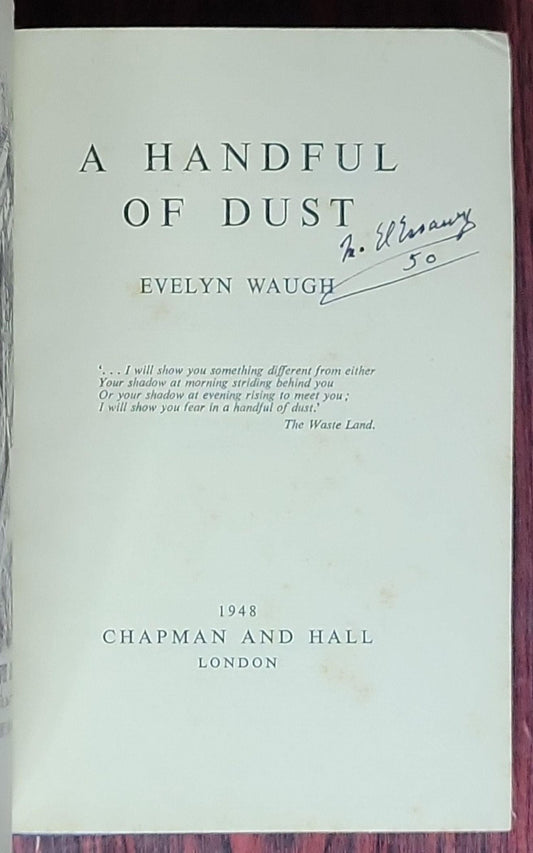 A HANDFUL
OF DUST
M. El Essawy
50
EVELYN WAUGH
'. . . I will show you something different from either
Your shadow at morning striding behind you
Or your shadow at evening rising to meet you ;
I will show you fear in a handful of dust.'
The Waste Land.
1948
CHAPMAN AND HALL
LONDON